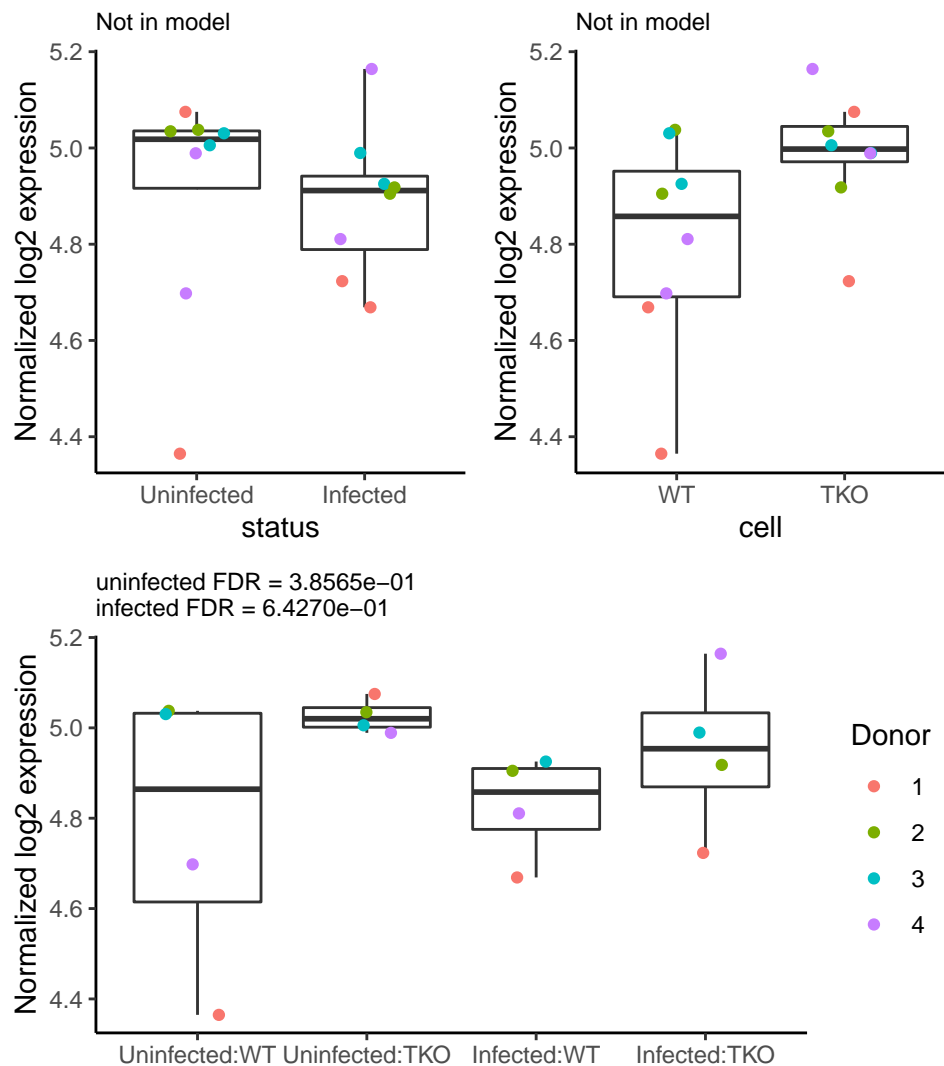 Not in model
Normalized log2 expression
5.2
5.0
4.8
4.6
4.4
Uninfected Infected
status
Not in model
Normalized log2 expression
5.2
5.0
4.8
4.6
4.4
WT TKO
cell
uninfected FDR = 3.8565e−01
infected FDR = 6.4270e−01
Normalized log2 expression
5.2
5.0
4.8
4.6
4.4
Uninfected:WT Uninfected:TKO Infected:WT Infected:TKO
Donor
1
2
3
4